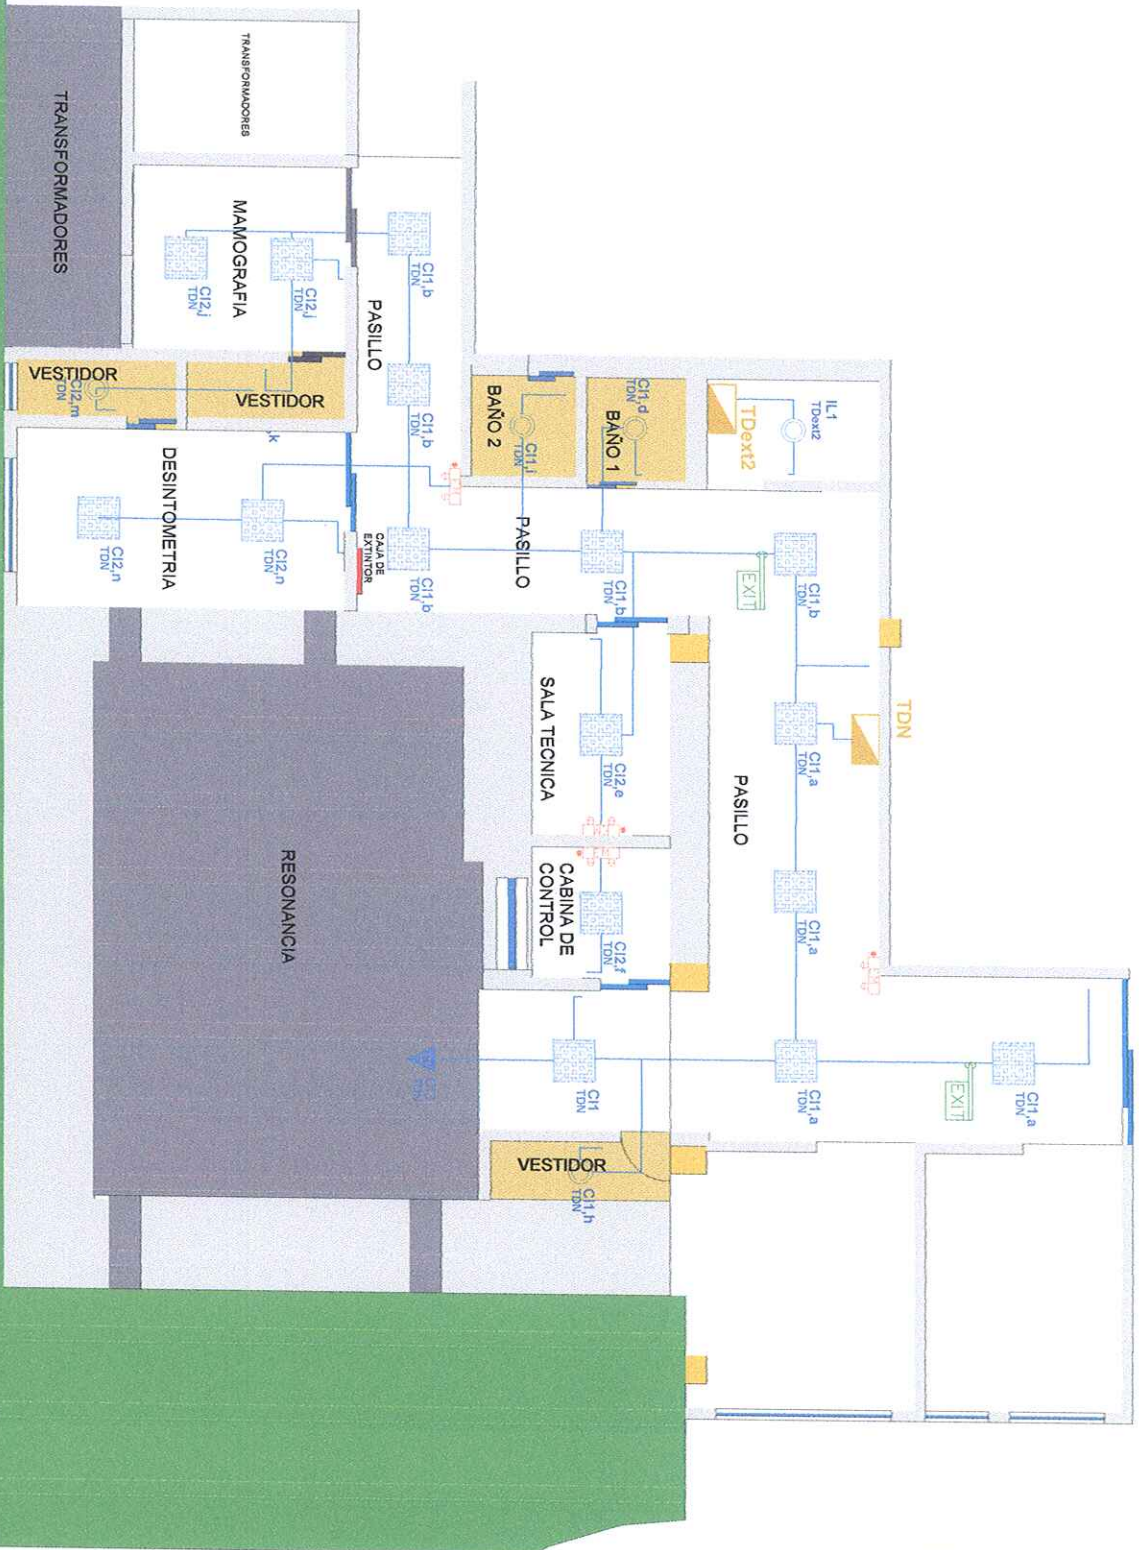 TRANSFORMADORES
TRANSFORMADORES
MAMOGRAFIA
CI2,j
TDN
CI2,j
TDN
CI1,b
TDN
PASILLO
CI1,b
TDN
VESTIDOR
CI2,m
TDN
VESTIDOR
,k
BAÑO 2
CI1,i
TDN
BAÑO 1
CI1,d
TDN
TDext2
IL1
TDext2
DESINTOMETRIA
CI2,n
TDN
CI2,n
TDN
CAJA DE
EXTINTOR
CI1,b
TDN
PASILLO
CI1,b
TDN
EXIT
CI1,b
TDN
TDN
SALA TECNICA
CI2,e
TDN
PASILLO
CI1,a
TDN
CI1,a
TDN
RESONANCIA
CABINA DE
CONTROL
CI2,f
TDN
CI1
TDN
CI1,a
TDN
EXIT
CI1,a
TDN
VESTIDOR
CI1,h
TDN